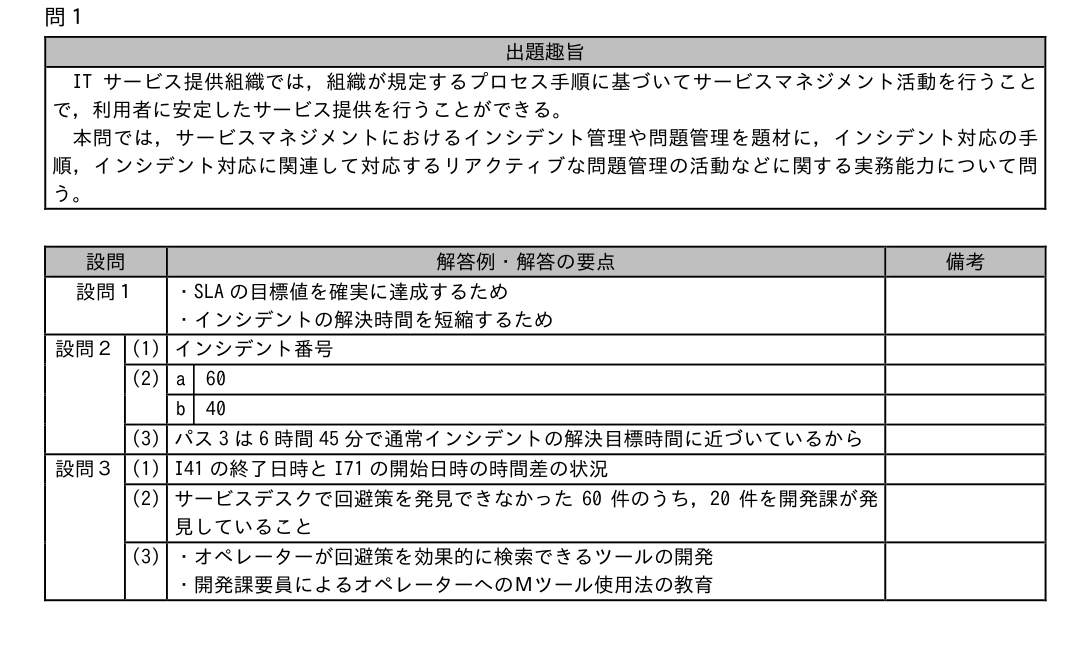 問1
出題趣旨
IT サービス提供組織では，組織が規定するプロセス手順に基づいてサービスマネジメント活動を行うこと
で，利用者に安定したサービス提供を行うことができる。
本問では，サービスマネジメントにおけるインシデント管理や問題管理を題材に，インシデント対応の手
順，インシデント対応に関連して対応するリアクティブな問題管理の活動などに関する実務能力について問
う。
設問 解答例・解答の要点 備考
設問1 ・SLA の目標値を確実に達成するため
・インシデントの解決時間を短縮するため
設問2 (1) インシデント番号
(2) a 60
b 40
(3) パス 3 は 6 時間 45 分で通常インシデントの解決目標時間に近づいているから
設問3 (1) I41 の終了日時と I71 の開始日時の時間差の状況
(2) サービスデスクで回避策を発見できなかった 60 件のうち，20 件を開発課が発
見していること
(3) ・オペレーターが回避策を効果的に検索できるツールの開発
・開発課要員によるオペレーターへのMツール使用法の教育